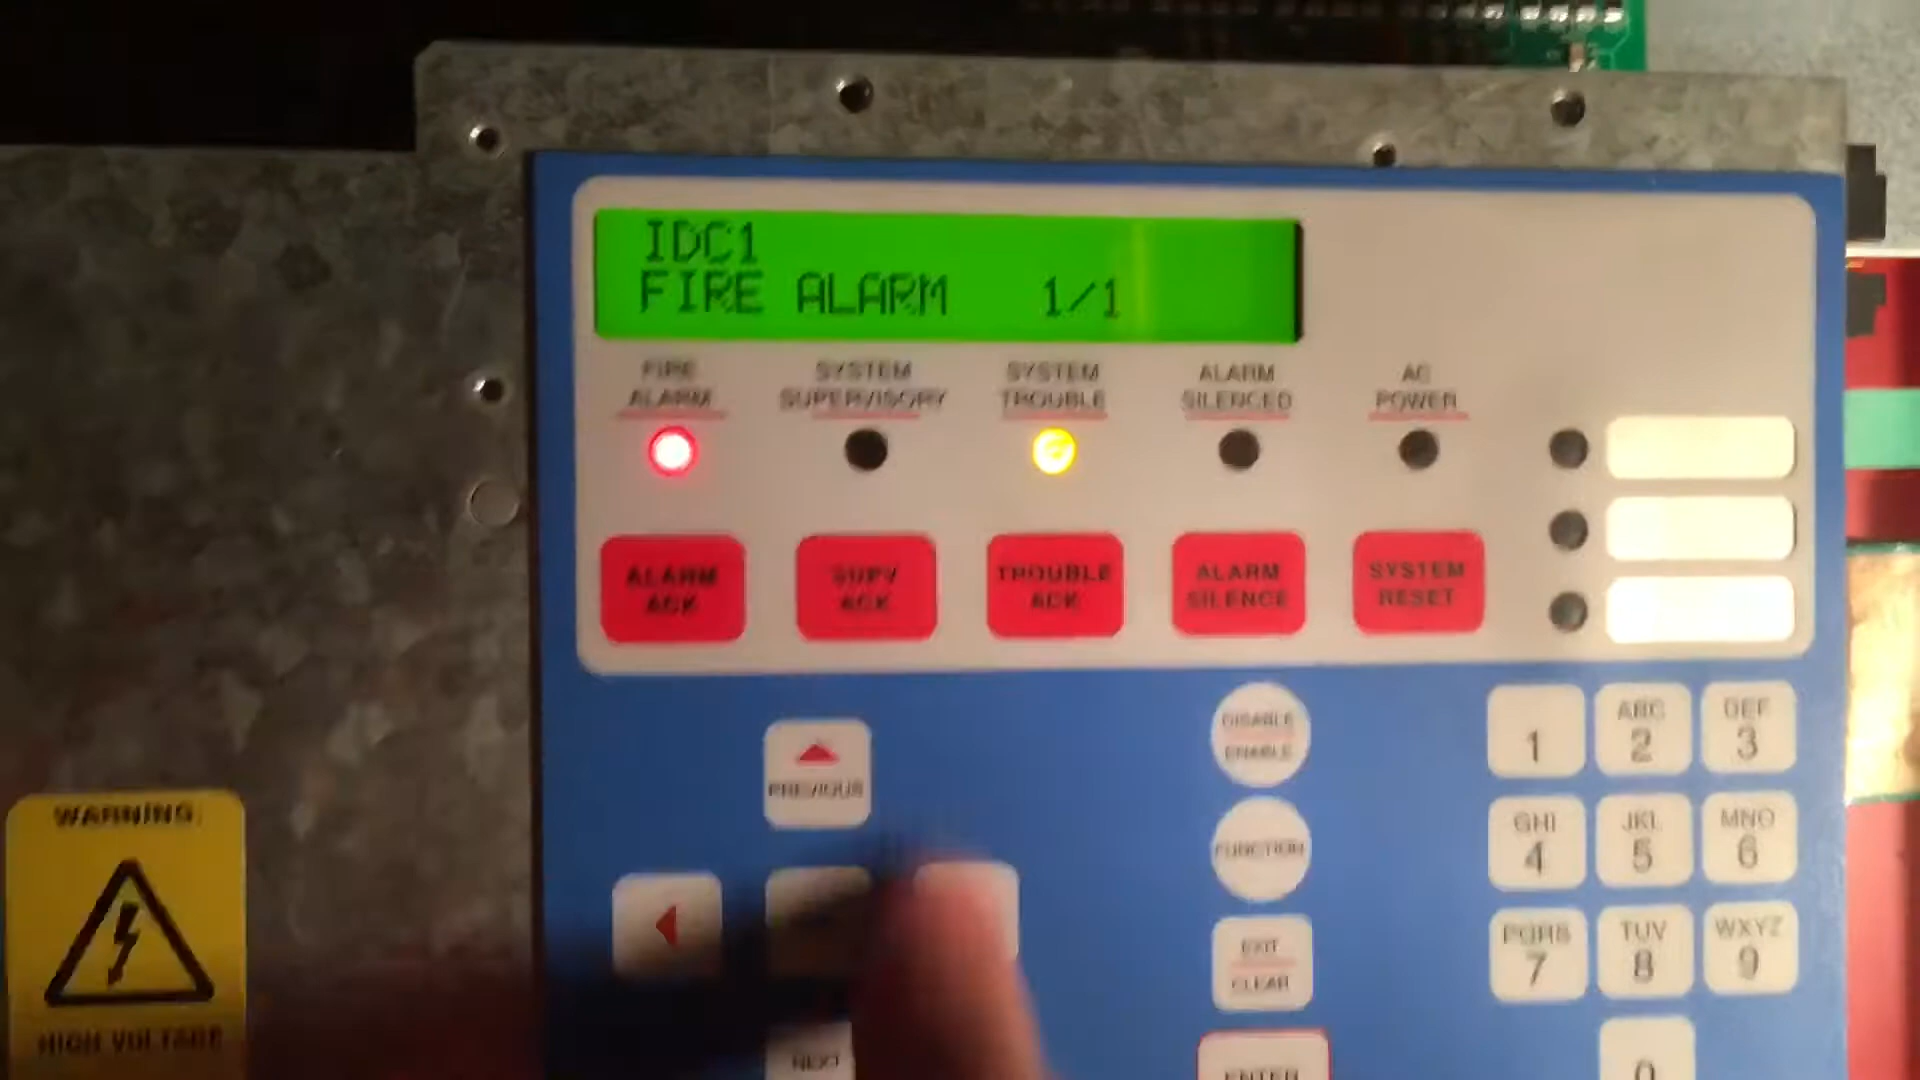 IDC1
FIRE ALARM 1/1
FIRE ALARM
SYSTEM SUPERVISORY
SYSTEM TROUBLE
ALARM SILENCED
AC POWER
ALARM ACK
SUPV ACK
TROUBLE ACK
ALARM SILENCE
SYSTEM RESET
PREVIOUS
NEXT
DISABLE
ENABLE
FUNCTION
EXIT
CLEAR
ENTER
1
ABC 2
DEF 3
GHI 4
JKL 5
MNO 6
PQRS 7
TUV 8
WXYZ 9
0
WARNING:
HIGH VOLTAGE